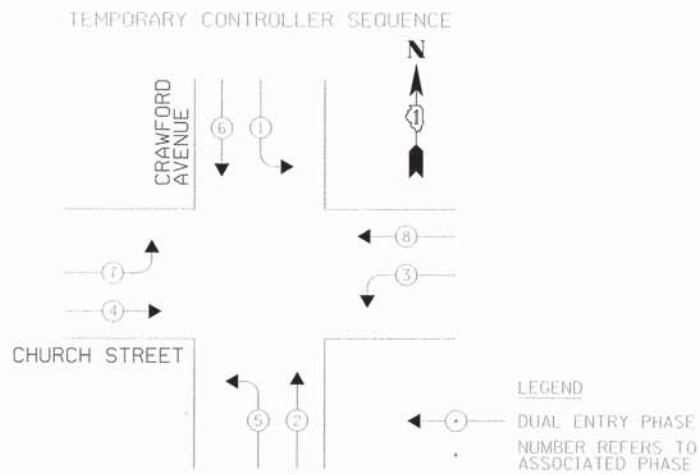 TEMPORARY CONTROLLER SEQUENCE
N
CRAWFORD
AVENUE
6
1
1
8
7
3
4
CHURCH STREET
5
2
LEGEND
DUAL ENTRY PHASE
NUMBER REFERS TO
ASSOCIATED PHASE